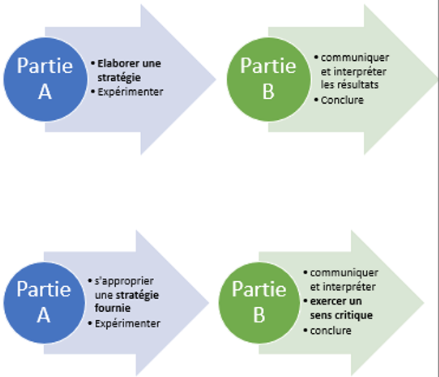 Partie
A
• Elaborer une
stratégie
• Expérimenter
Partie
B
• communiquer
et interpréter
les résultats
• Conclure
Partie
A
• s'approprier
une stratégie
fournie
• Expérimenter
Partie
B
• communiquer
et interpréter
• exercer un
sens critique
• conclure